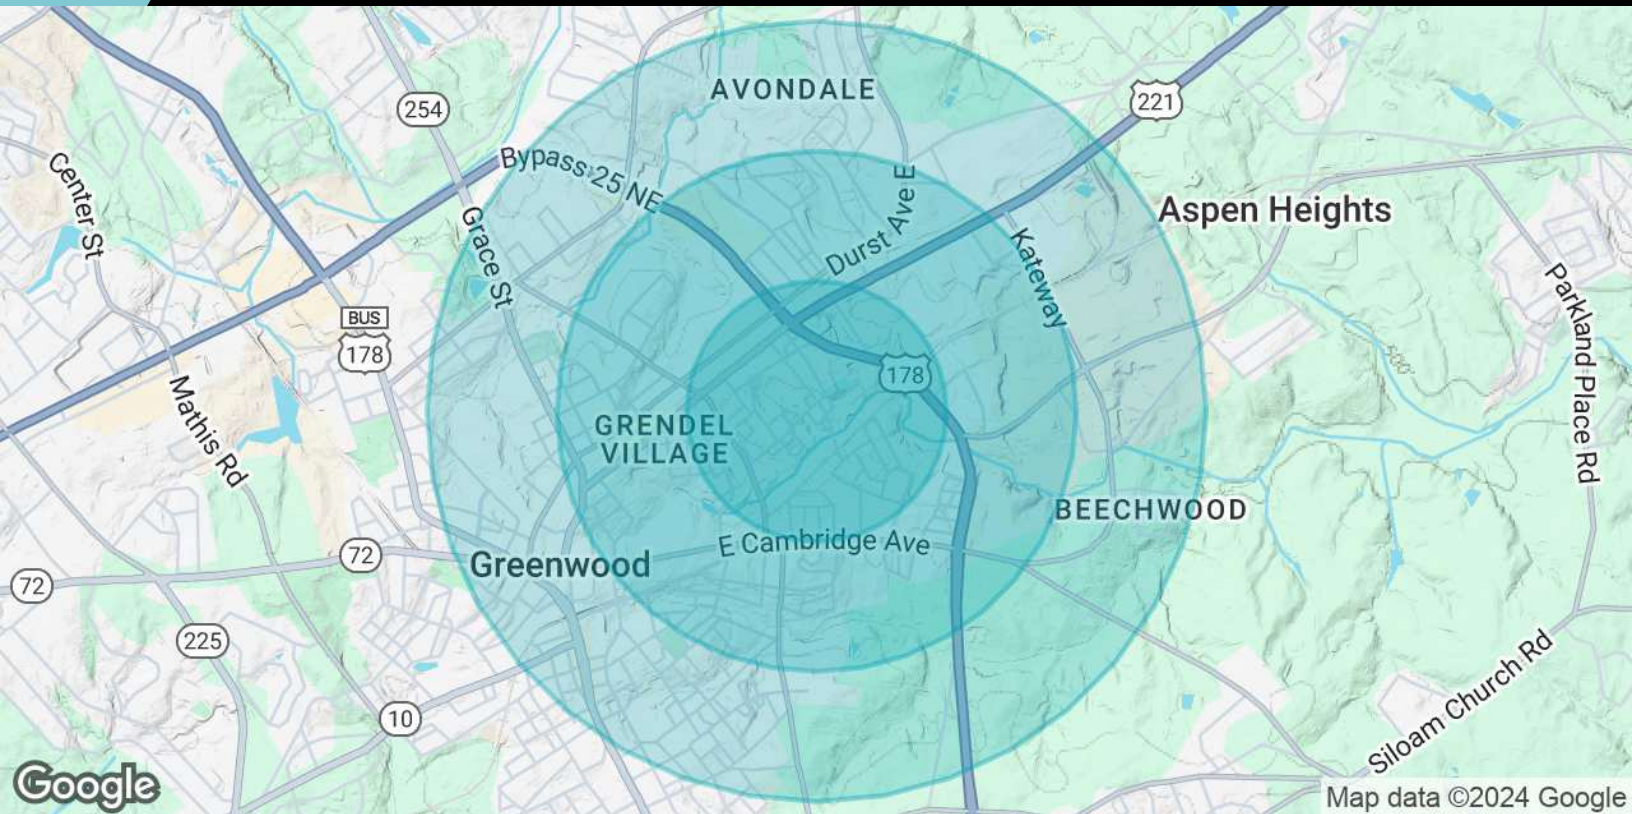 AVONDALE
254
221
Bypass 25 NE
Center St
Durst Ave E
Aspen Heights
Grace St
Kateway
Parkland Place Rd
BUS
178
178
500
Mathis Rd
GRENDEL
VILLAGE
BEECHWOOD
E Cambridge Ave
72
Greenwood
72
225
Siloam Church Rd
10
Google
Map data ©2024 Google